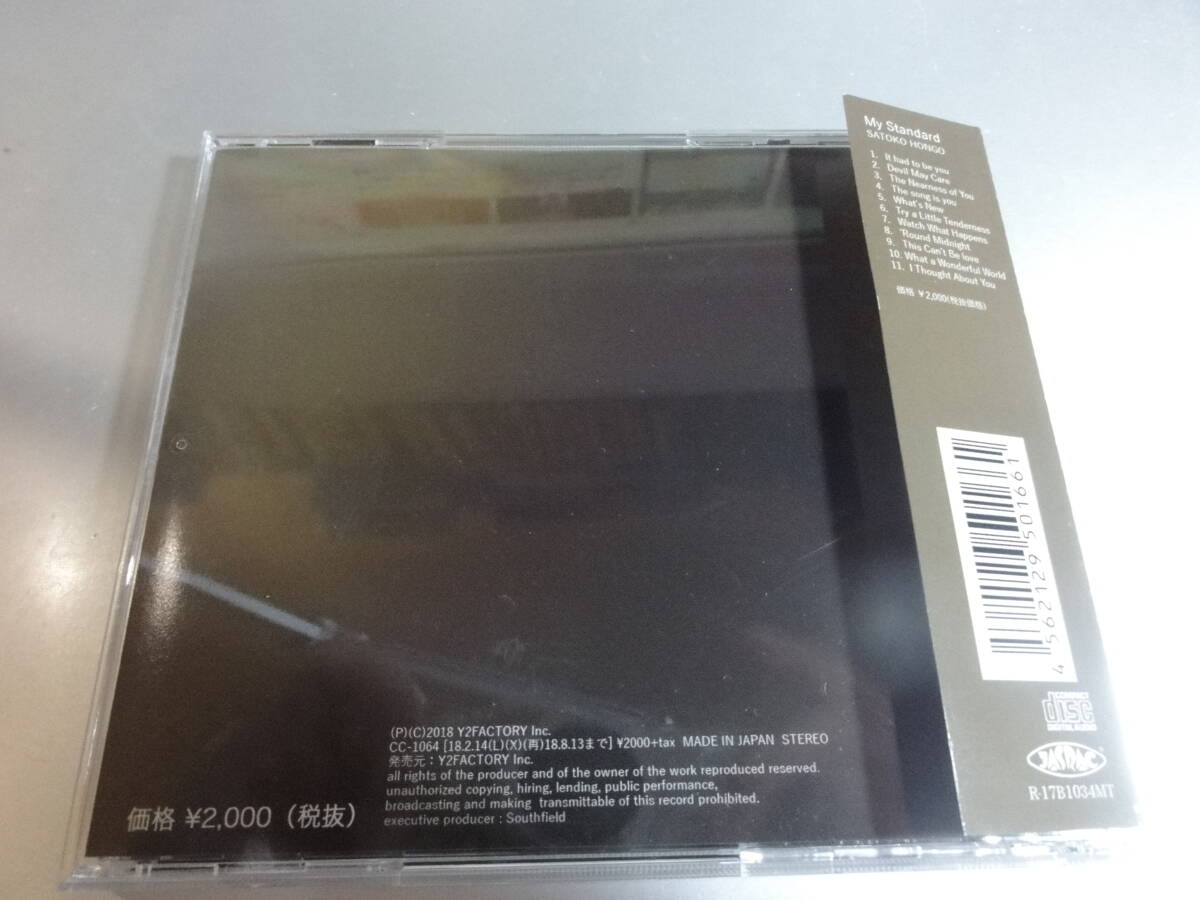 My Standard
SATOKO HONGO
1. It had to be you
2. Devil May Care
3. The Nearness of You
4. The song is you
5. What's New
6. Try a Little Tenderness
7. Watch What Happens
8. 'Round Midnight
9. This Can't Be love
10. What a Wonderful World
11. I Thought About You
価格 ¥2,000(税抜価格)
4 562129 501661
COMPACT
disc
DIGITAL AUDIO
JASRAC
R-17B1034MT
(P)(C)2018 Y2FACTORY Inc.
CC-1064 [18.2.14(L)(X)(再)18.8.13まで] ¥2000+tax MADE IN JAPAN STEREO
発売元：Y2FACTORY Inc.
all rights of the producer and of the owner of the work reproduced reserved.
unauthorized copying, hiring, lending, public performance,
broadcasting and making transmittable of this record prohibited.
executive producer : Southfield
価格 ¥2,000（税抜）